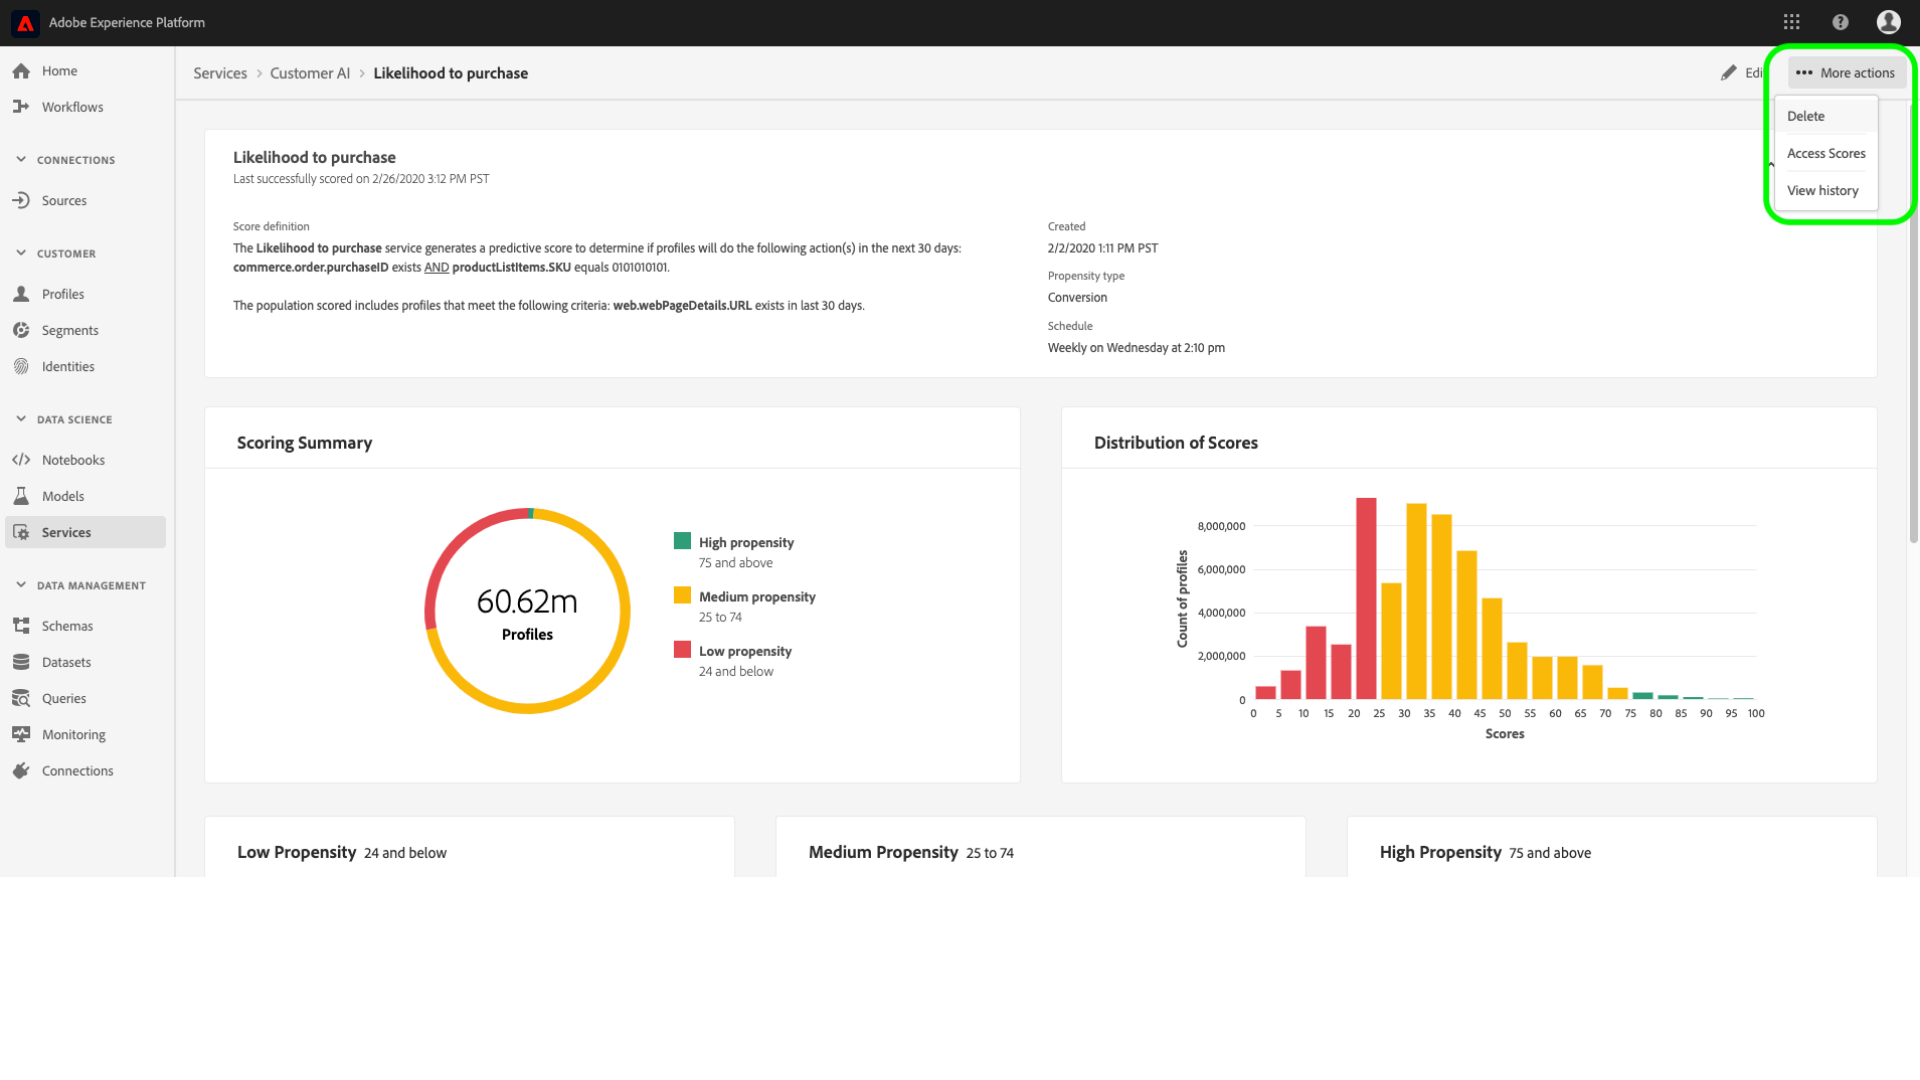 Adobe Experience Platform
Home
Workflows
CONNECTIONS
Sources
CUSTOMER
Profiles
Segments
Identities
DATA SCIENCE
Notebooks
Models
Services
DATA MANAGEMENT
Schemas
Datasets
Queries
Monitoring
Connections
Services > Customer AI > Likelihood to purchase
Edi
••• More actions
Delete
Access Scores
View history
Likelihood to purchase
Last successfully scored on 2/26/2020 3:12 PM PST
Score definition
The Likelihood to purchase service generates a predictive score to determine if profiles will do the following action(s) in the next 30 days:
commerce.order.purchaseID exists AND productListItems.SKU equals 0101010101.
The population scored includes profiles that meet the following criteria: web.webPageDetails.URL exists in last 30 days.
Created
2/2/2020 1:11 PM PST
Propensity type
Conversion
Schedule
Weekly on Wednesday at 2:10 pm
Scoring Summary
60.62m
Profiles
High propensity
75 and above
Medium propensity
25 to 74
Low propensity
24 and below
Distribution of Scores
Count of profiles
8,000,000
6,000,000
4,000,000
2,000,000
0
0 5 10 15 20 25 30 35 40 45 50 55 60 65 70 75 80 85 90 95 100
Scores
Low Propensity 24 and below
Medium Propensity 25 to 74
High Propensity 75 and above